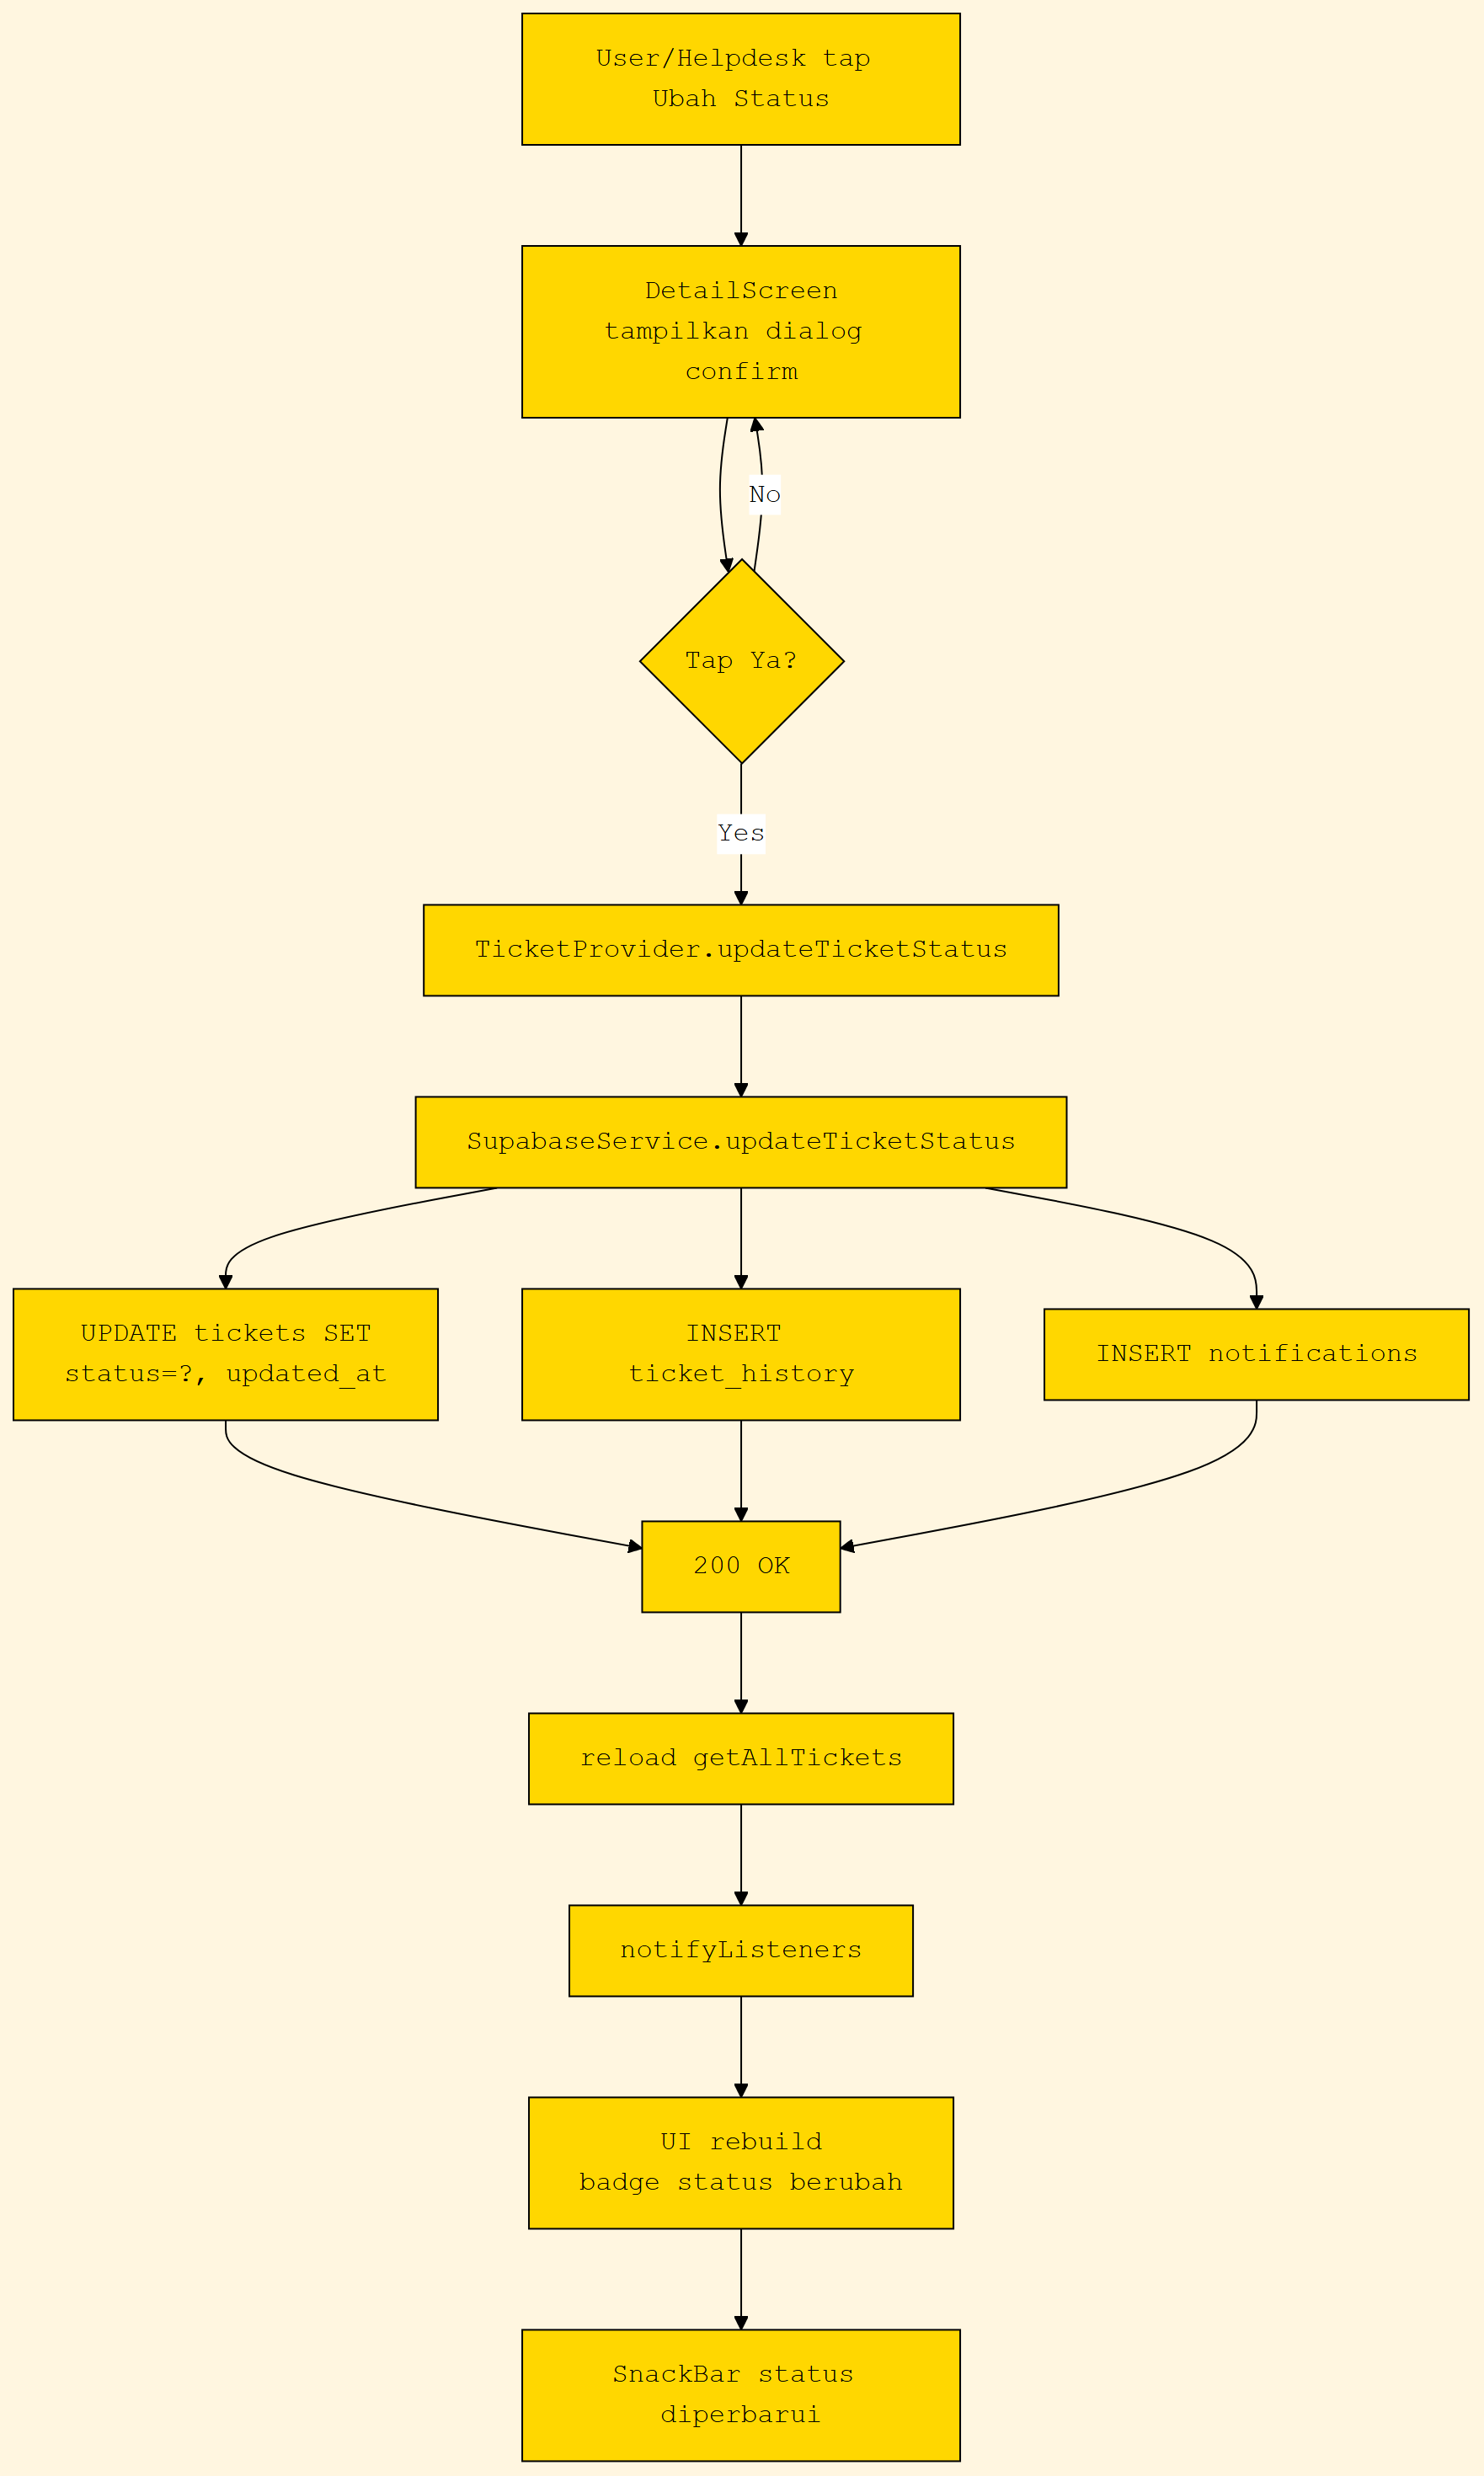 User/Helpdesk tap
Ubah Status
DetailScreen
tampilkan dialog
confirm
No
Tap Ya?
Yes
TicketProvider.updateTicketStatus
SupabaseService.updateTicketStatus
UPDATE tickets SET
status=?, updated_at
INSERT
ticket_history
INSERT notifications
200 OK
reload getAllTickets
notifyListeners
UI rebuild
badge status berubah
SnackBar status
diperbarui